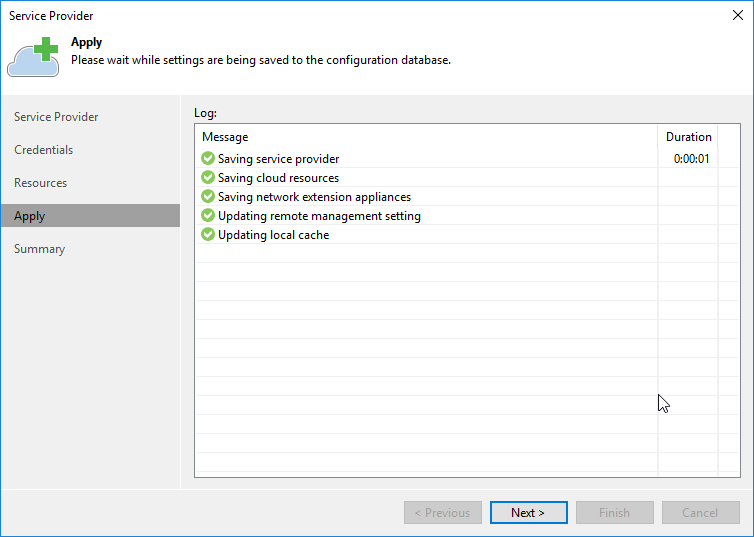 Service Provider
Apply
Please wait while settings are being saved to the configuration database.
Service Provider
Credentials
Resources
Apply
Summary
Log:
Message Duration
Saving service provider 0:00:01
Saving cloud resources
Saving network extension appliances
Updating remote management setting
Updating local cache
< Previous Next > Finish Cancel